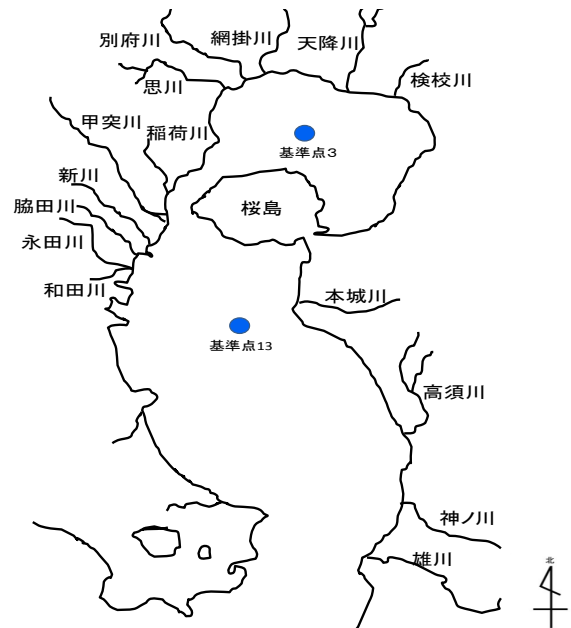 別府川
網掛川
天降川
思川
検校川
甲突川
稲荷川
基準点3
新川
桜島
脇田川
永田川
和田川
本城川
基準点13
高須川
神ノ川
雄川
北